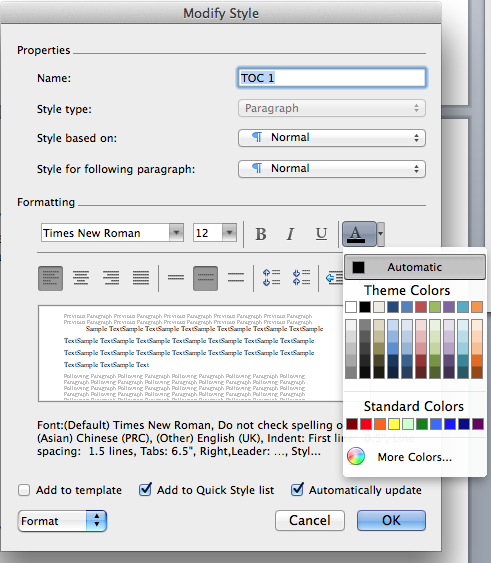 Modify Style
Properties
Name: TOC 1
Style type: Paragraph
Style based on: ¶ Normal
Style for following paragraph: ¶ Normal
Formatting
Times New Roman 12 B I U A
Automatic
Theme Colors
Previous Paragraph Previous Paragraph Previous Paragraph Previous Paragraph Previous Paragraph
Previous Paragraph Previous Paragraph Previous Paragraph Previous Paragraph Previous Paragraph
Sample TextSample TextSample TextSample TextSample TextSample TextSample
TextSample TextSample TextSample TextSample TextSample TextSample TextSample
TextSample TextSample TextSample TextSample TextSample TextSample TextSample
TextSample TextSample Text
Following Paragraph Following Paragraph Following Paragraph Following Paragraph
Following Paragraph Following Paragraph Following Paragraph Following Paragraph
Following Paragraph Following Paragraph Following Paragraph Following Paragraph
Following Paragraph Following Paragraph Following Paragraph Following Paragraph
Standard Colors
More Colors...
Font:(Default) Times New Roman, Do not check spelling o
(Asian) Chinese (PRC), (Other) English (UK), Indent: First
spacing: 1.5 lines, Tabs: 6.5", Right,Leader: ..., Styl...
Add to template Add to Quick Style list Automatically update
Format Cancel OK